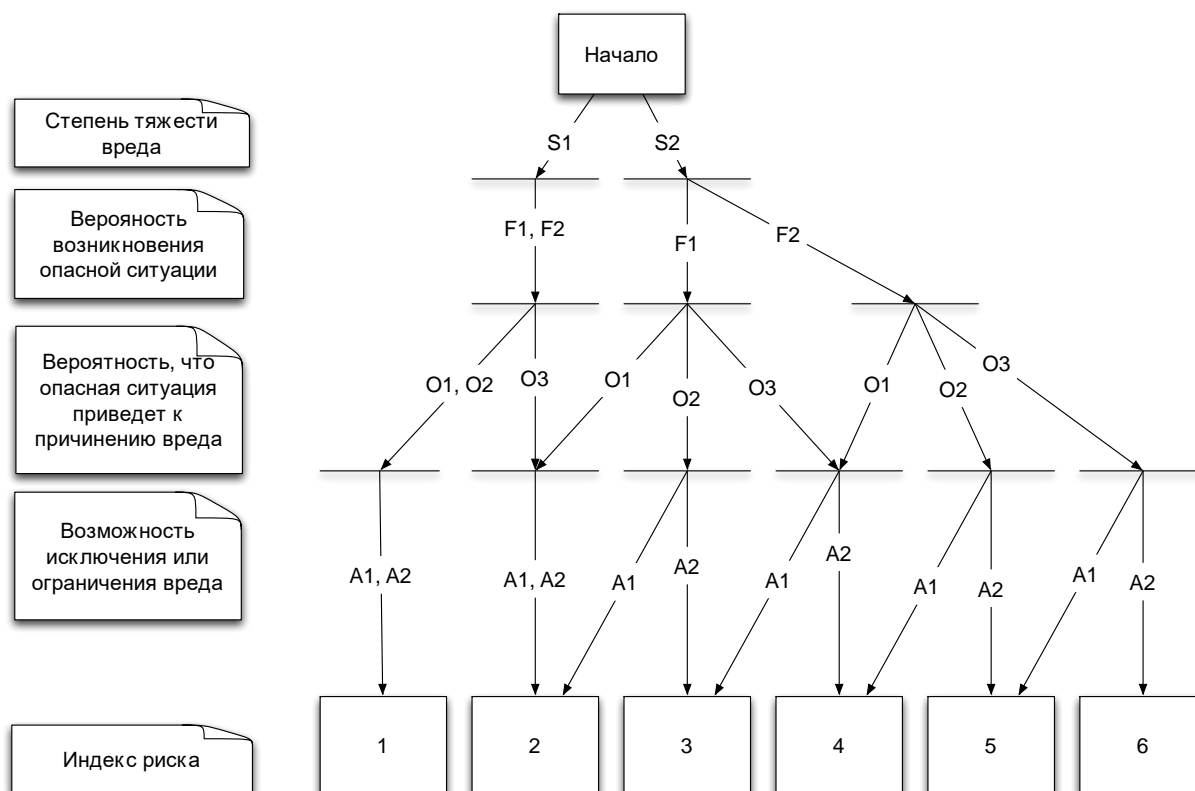 Начало
Степень тяжести
вреда
S1
S2
Верояность
возникновения
опасной ситуации
F1, F2
F1
F2
Вероятность, что
опасная ситуация
приведет к
причинению вреда
O1, O2
O3
O1
O2
O3
O1
O2
O3
Возможность
исключения или
ограничения вреда
A1, A2
A1, A2
A1
A2
A1
A2
A1
A2
A1
A2
Индекс риска
1
2
3
4
5
6